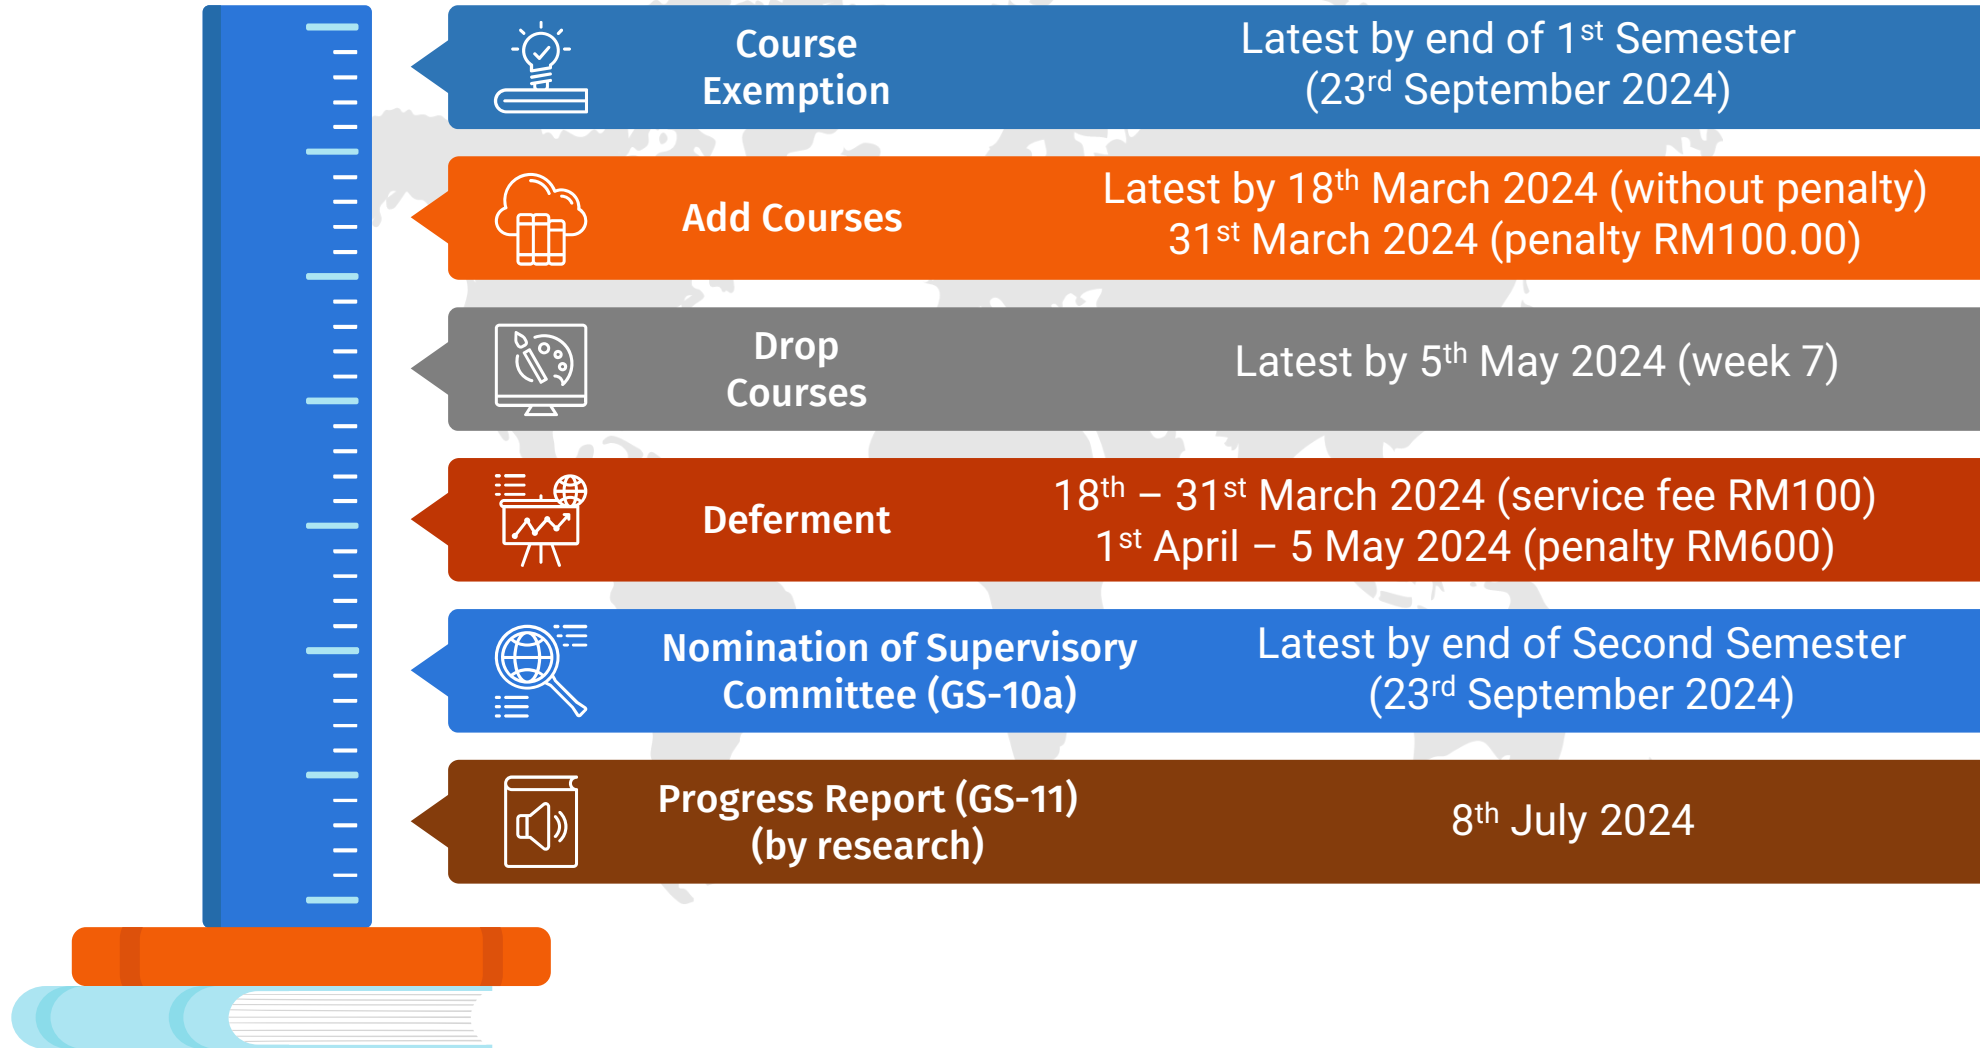 Course
Exemption
Latest by end of 1st Semester
(23rd September 2024)
Add Courses
Latest by 18th March 2024 (without penalty)
31st March 2024 (penalty RM100.00)
Drop
Courses
Latest by 5th May 2024 (week 7)
Deferment
18th – 31st March 2024 (service fee RM100)
1st April – 5 May 2024 (penalty RM600)
Nomination of Supervisory
Committee (GS-10a)
Latest by end of Second Semester
(23rd September 2024)
Progress Report (GS-11)
(by research)
8th July 2024